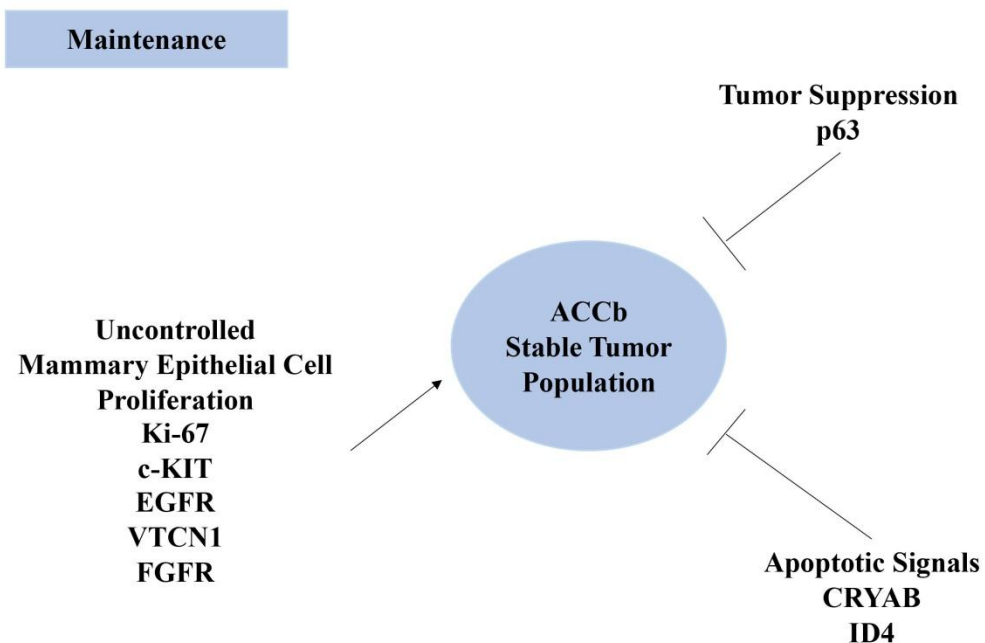 Maintenance
Tumor Suppression
p63
ACCb
Stable Tumor
Population
Uncontrolled
Mammary Epithelial Cell
Proliferation
Ki-67
c-KIT
EGFR
VTCN1
FGFR
Apoptotic Signals
CRYAB
ID4